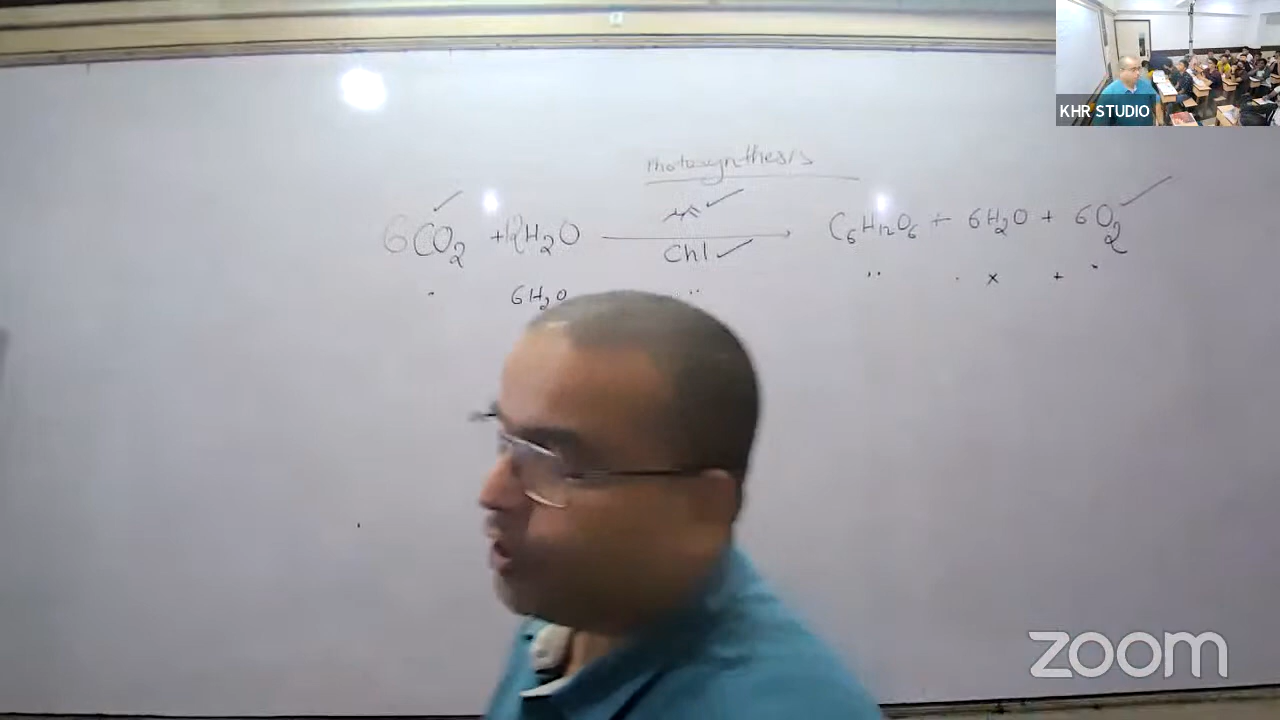 KHR STUDIO
Photosynthesis
6CO2 + 12H2O Chl C6H12O6 + 6H2O + 6O2
6H2O " " x +
zoom